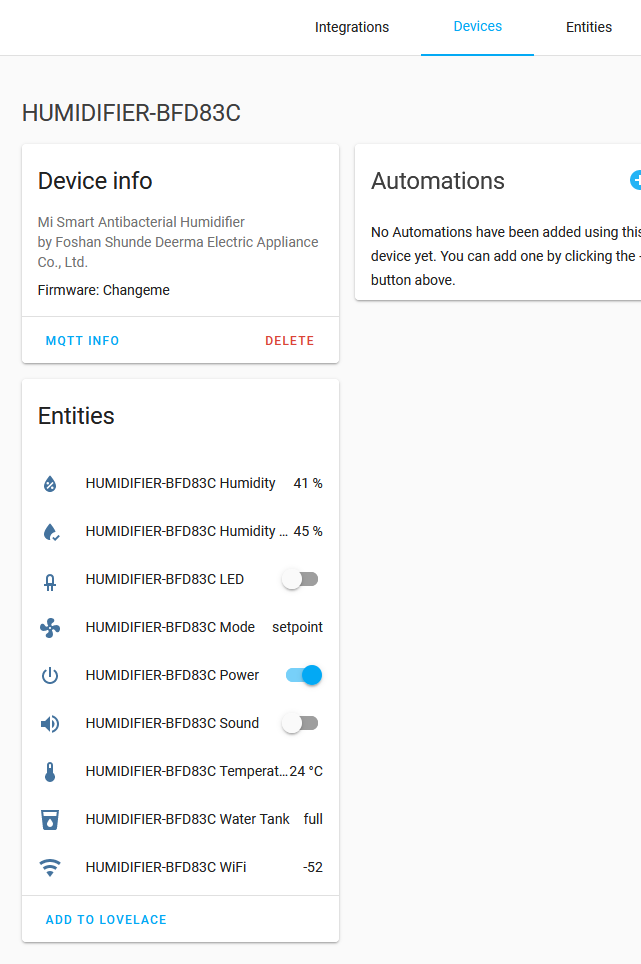 Integrations Devices Entities
HUMIDIFIER-BFD83C
Device info
Mi Smart Antibacterial Humidifier
by Foshan Shunde Deerma Electric Appliance
Co., Ltd.
Firmware: Changeme
MQTT INFO DELETE
Automations
No Automations have been added using this
device yet. You can add one by clicking the
button above.
Entities
HUMIDIFIER-BFD83C Humidity 41 %
HUMIDIFIER-BFD83C Humidity ... 45 %
HUMIDIFIER-BFD83C LED
HUMIDIFIER-BFD83C Mode setpoint
HUMIDIFIER-BFD83C Power
HUMIDIFIER-BFD83C Sound
HUMIDIFIER-BFD83C Temperat... 24 °C
HUMIDIFIER-BFD83C Water Tank full
HUMIDIFIER-BFD83C WiFi -52
ADD TO LOVELACE